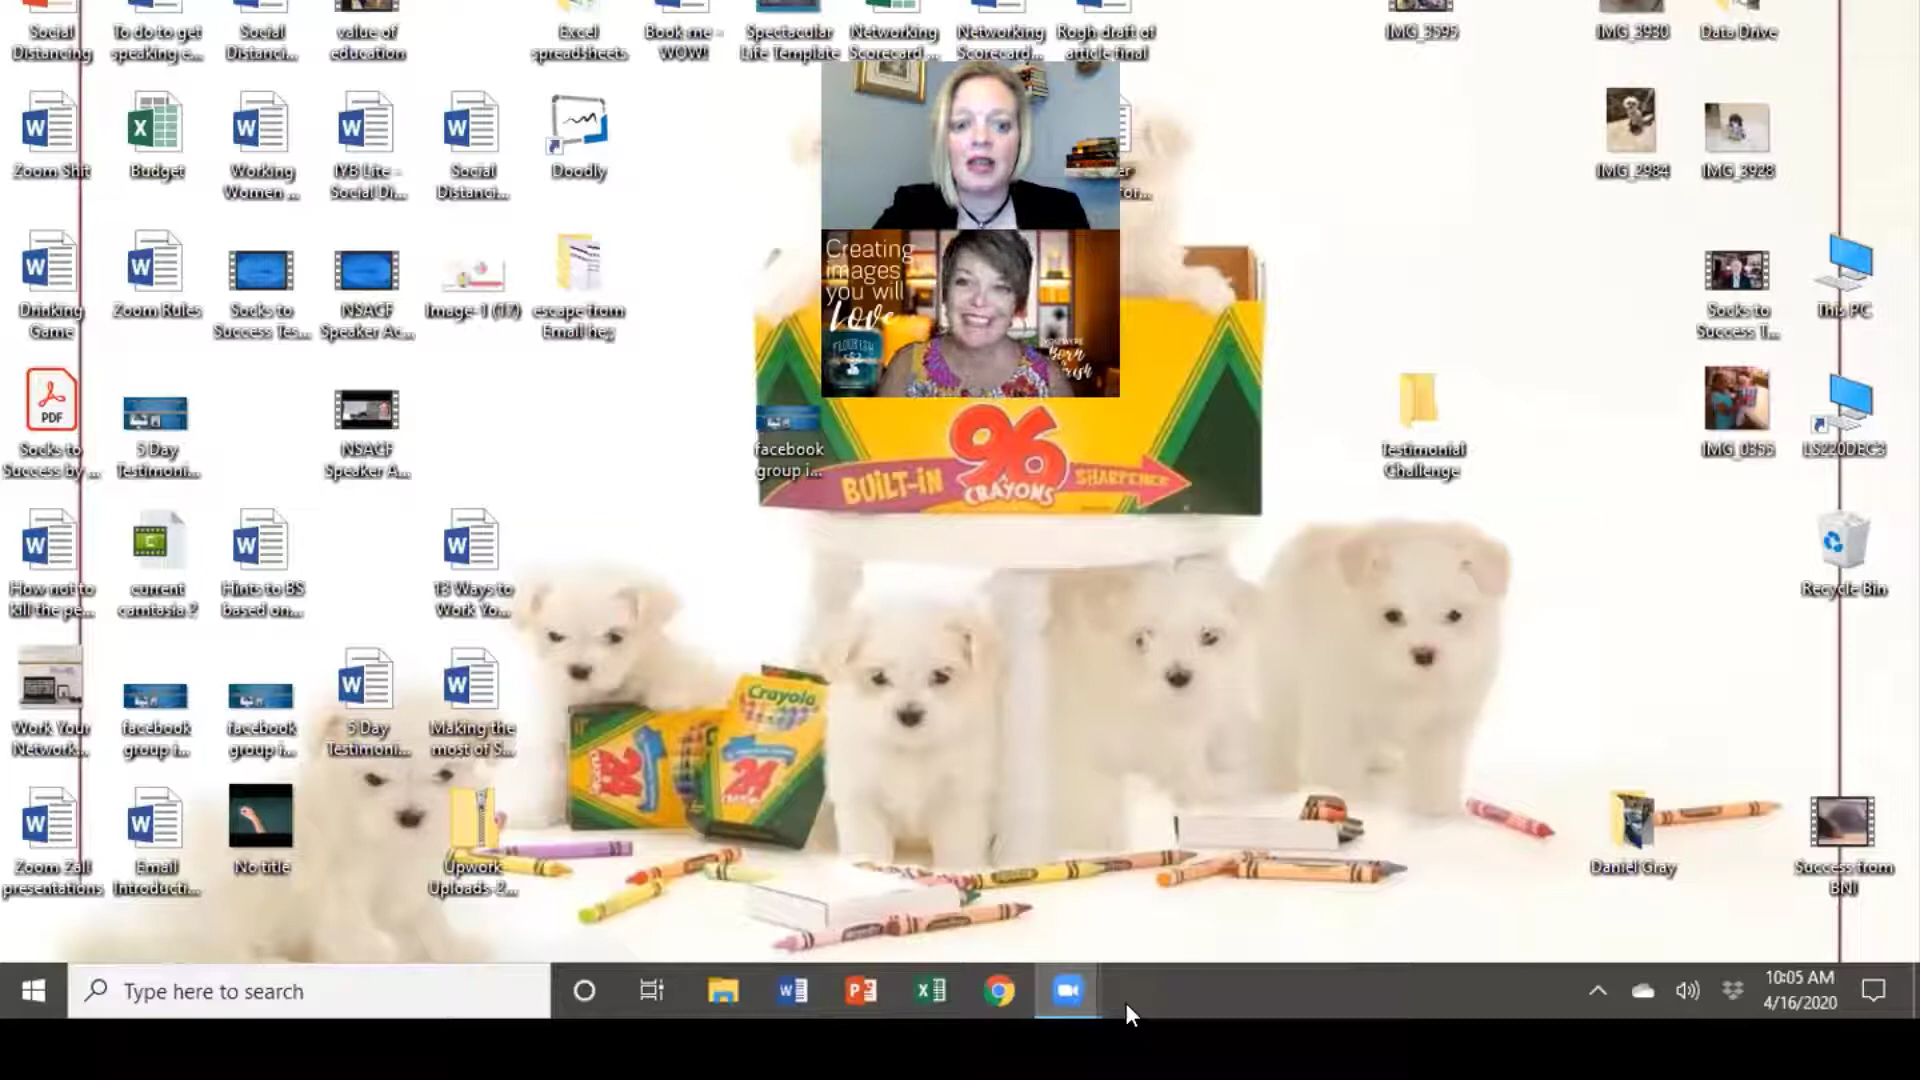 Social
Distancing
To do to get
speaking e...
Social
Distanci...
value of
education
Excel
spreadsheets
Book me -
WOW!
Spectacular
Life Template
Networking
Scorecard ...
Networking
Scorecard...
Rogh draft of
article final
IMG_3595
IMG_3930
Data Drive
Zoom Shit
Budget
Working
Women ...
IYB Lite -
Social Di...
Social
Distanci...
Doodly
IMG_2984
IMG_3928
Drinking
Game
Zoom Rules
Socks to
Success Tes...
NSACF
Speaker Ac...
Image-1 (17)
escape from
Email he;;
Creating
images
you will
Love
FLOURISH
Born
Socks to
Success T...
This PC
PDF
Socks to
Success by ...
5 Day
Testimoni...
NSACF
Speaker A...
facebook
group i...
96
CRAYONS
BUILT-IN
SHARPENER
Testimonial
Challenge
IMG_0355
LS220DEC3
How not to
kill the pe...
current
camtasia 2
Hints to BS
based on...
13 Ways to
Work Yo...
Recycle Bin
Work Your
Network...
facebook
group i...
facebook
group i...
5 Day
Testimoni...
Making the
most of S...
Crayola
96
24
Zoom Zall
presentations
Email
Introducti...
No title
Upwork
Uploads-2...
Daniel Gray
Success from
BNI
Type here to search
10:05 AM
4/16/2020